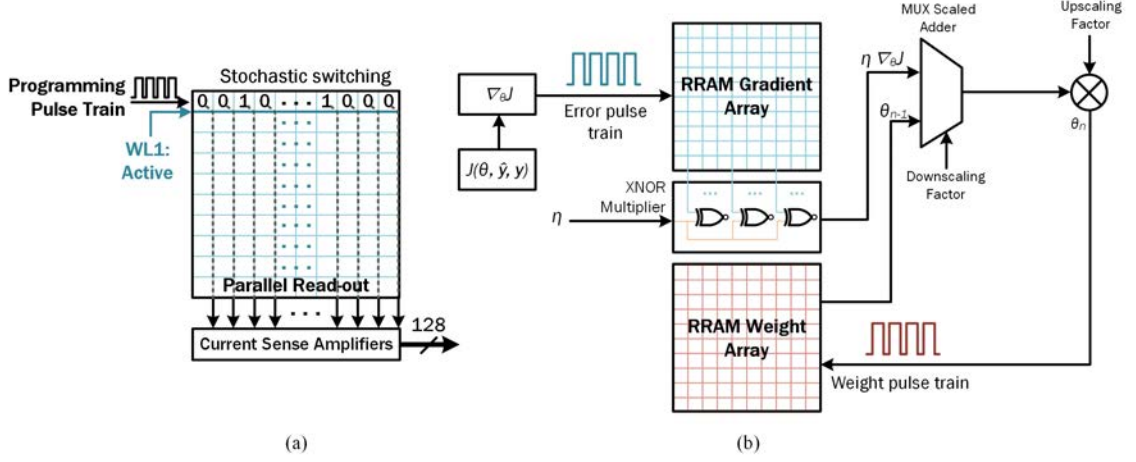 Programming
Pulse Train
Stochastic switching
0 0 1 0 · · · 1 0 0 0
WL1:
Active
Parallel Read-out
Current Sense Amplifiers
128
(a)
∇θJ
J(θ, ŷ, y)
Error pulse
train
RRAM Gradient
Array
XNOR
Multiplier
η
RRAM Weight
Array
MUX Scaled
Adder
η ∇θJ
θn-1
Downscaling
Factor
Upscaling
Factor
θn
Weight pulse train
(b)